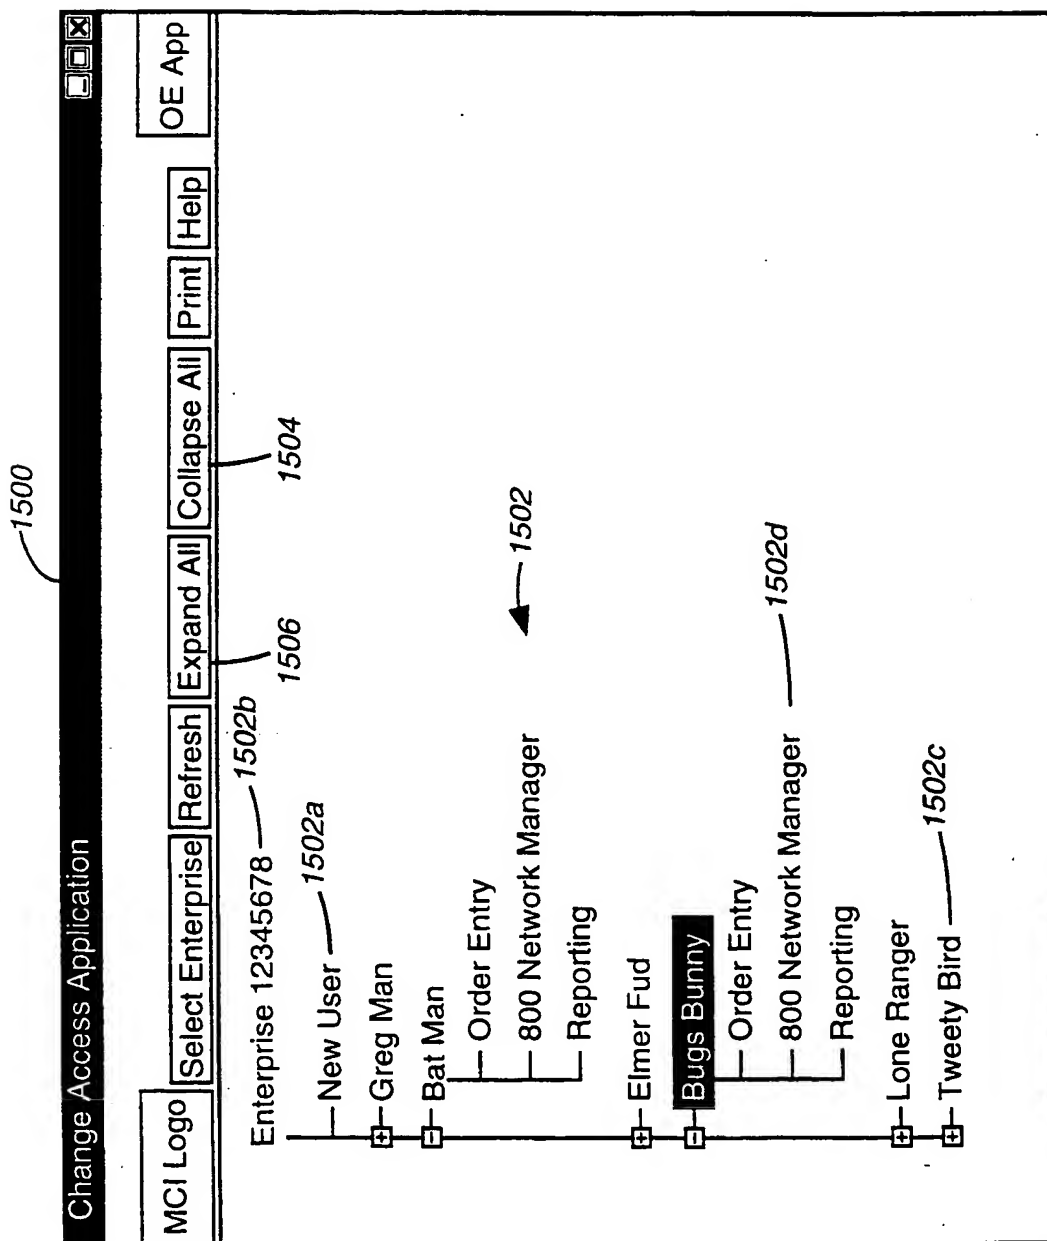 1500
Change Access Application
MCI Logo Select Enterprise Refresh Expand All Collapse All Print Help OE App
1506 1504
Enterprise 12345678 1502b
New User 1502a
Greg Man
Bat Man
Order Entry
800 Network Manager 1502
Reporting
Elmer Fud
Bugs Bunny
Order Entry
800 Network Manager 1502d
Reporting
Lone Ranger
Tweety Bird 1502c